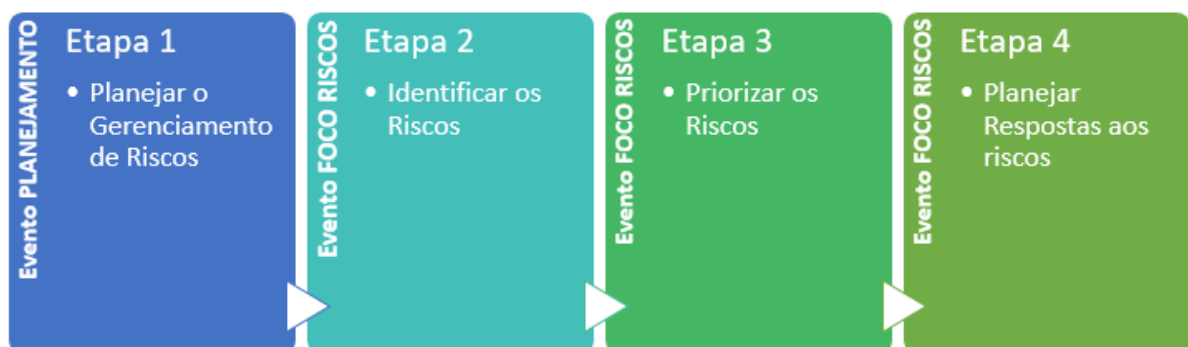 Evento PLANEJAMENTO
Etapa 1
• Planejar o
Gerenciamento
de Riscos
Evento FOCO RISCOS
Etapa 2
• Identificar os
Riscos
Evento FOCO RISCOS
Etapa 3
• Priorizar os
Riscos
Evento FOCO RISCOS
Etapa 4
• Planejar
Respostas aos
riscos